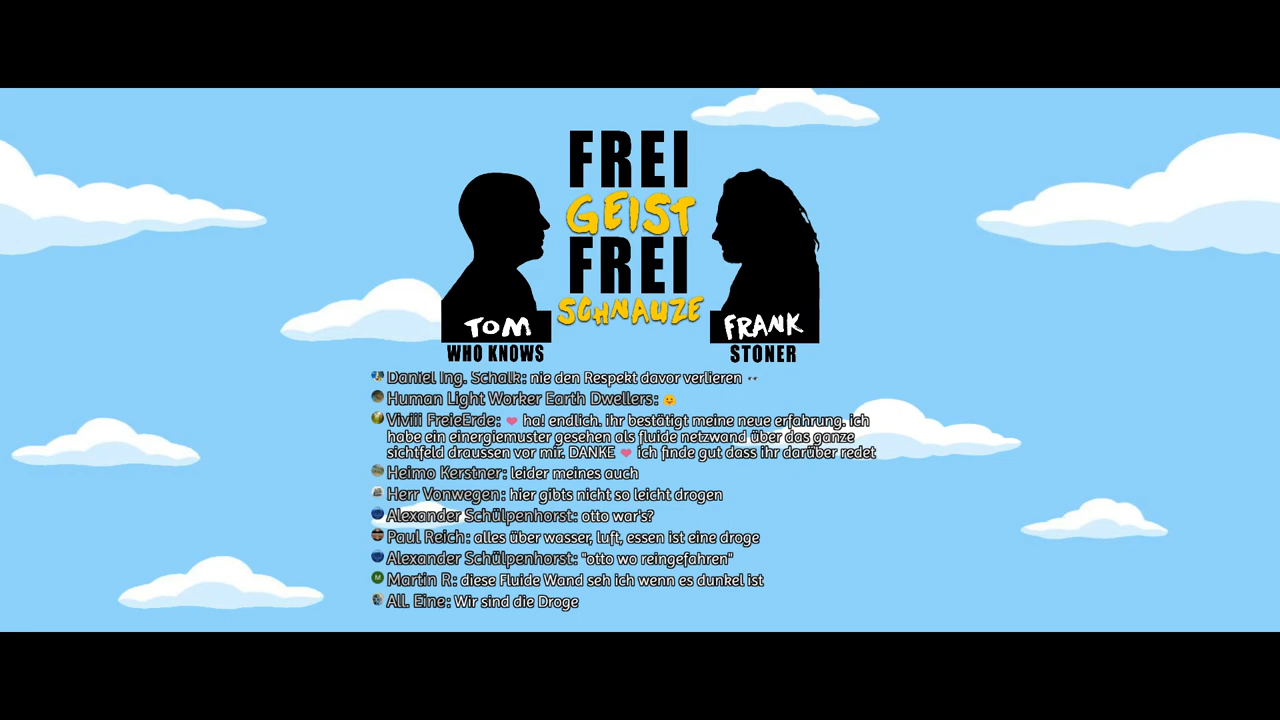 FREI
GEIST
FREI
SCHNAUZE
TOM
WHO KNOWS
FRANK
STONER
Daniel Ing. Schalk: nie den Respekt davor verlieren 👀
Human Light Worker Earth Dwellers: 🙂
Viviii FreieErde: 💗 ha! endlich. ihr bestätigt meine neue erfahrung. ich
habe ein einergiemuster gesehen als fluide netzwand über das ganze
sichtfeld draussen vor mir. DANKE 💗 ich finde gut dass ihr darüber redet
Heimo Kerstner: leider meines auch
Herr Vonwegen: hier gibts nicht so leicht drogen
Alexander Schülpenhorst: otto war's?
Paul Reich: alles über wasser, luft, essen ist eine droge
Alexander Schülpenhorst: "otto wo reingefahren"
M Martin R: diese Fluide Wand seh ich wenn es dunkel ist
All. Eine: Wir sind die Droge